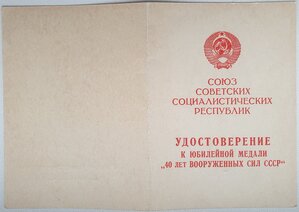 СОЮЗ
СОВЕТСКИХ
СОЦИАЛИСТИЧЕСКИХ
РЕСПУБЛИК
УДОСТОВЕРЕНИЕ
К ЮБИЛЕЙНОЙ МЕДАЛИ
„40 ЛЕТ ВООРУЖЕННЫХ СИЛ СССР"